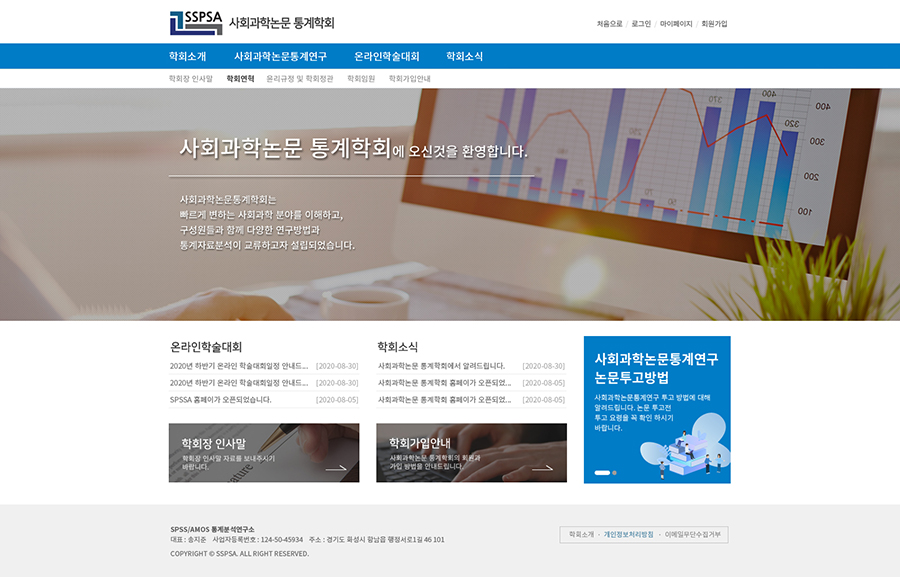 SSPSA 사회과학논문 통계학회
처음으로 / 로그인 / 마이페이지 / 회원가입
학회소개 사회과학논문통계연구 온라인학술대회 학회소식
학회장 인사말 학회연혁 윤리규정 및 학회정관 학회임원 학회가입안내
사회과학논문 통계학회에 오신것을 환영합니다.
사회과학논문통계학회는
빠르게 변하는 사회과학 분야를 이해하고,
구성원들과 함께 다양한 연구방법과
통계자료분석이 교류하고자 설립되었습니다.
370
400
320
400
260
300
200
100
온라인학술대회
2020년 하반기 온라인 학술대회일정 안내드.... [2020-08-30]
2020년 하반기 온라인 학술대회일정 안내드.... [2020-08-30]
SPSSA 홈페이가 오픈되었습니다. [2020-08-05]
학회소식
사회과학논문 통계학회에서 알려드립니다. [2020-08-30]
사회과학논문 통계학회 홈페이가 오픈되었... [2020-08-05]
사회과학논문 통계학회 홈페이가 오픈되었... [2020-08-05]
사회과학논문통계연구
논문투고방법
사회과학논문통계연구 투고 방법에 대해
알려드립니다. 논문 투고전
투고 요령을 꼭 확인 하시기
바랍니다.
학회장 인사말
학회장 인사말 자료를 보내주시기
바랍니다.
학회가입안내
사회과학논문 통계학회의 회원과
가입 방법을 안내드립니다.
SPSS/AMOS 통계분석연구소
대표 : 송지준 사업자등록번호 : 124-50-45934 주소 : 경기도 화성시 향남읍 행정서로1길 46 101
COPYRIGHT © SSPSA. ALL RIGHT RESERVED.
학회소개 · 개인정보처리방침 · 이메일무단수집거부